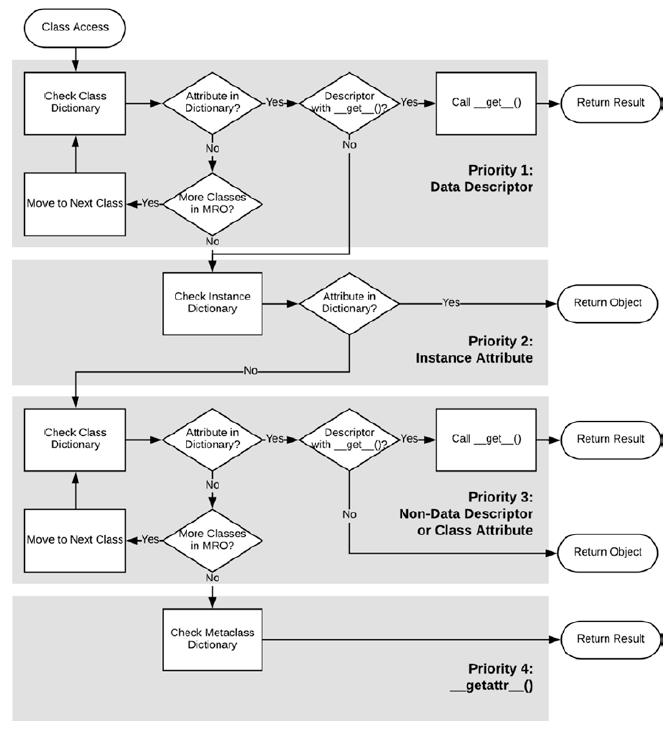 Class Access
Check Class
Dictionary
Attribute in
Dictionary?
Yes
Descriptor
with __get__()?
Yes
Call __get__()
Return Result
No
No
Priority 1:
Data Descriptor
Move to Next Class
Yes
More Classes
in MRO?
No
Check Instance
Dictionary
Attribute in
Dictionary?
Yes
Return Object
Priority 2:
Instance Attribute
No
Check Class
Dictionary
Attribute in
Dictionary?
Yes
Descriptor
with __get__()?
Yes
Call __get__()
Return Result
No
Priority 3:
Non-Data Descriptor
or Class Attribute
No
Move to Next Class
Yes
More Classes
in MRO?
Return Object
No
Check Metaclass
Dictionary
Return Result
Priority 4:
__getattr__()